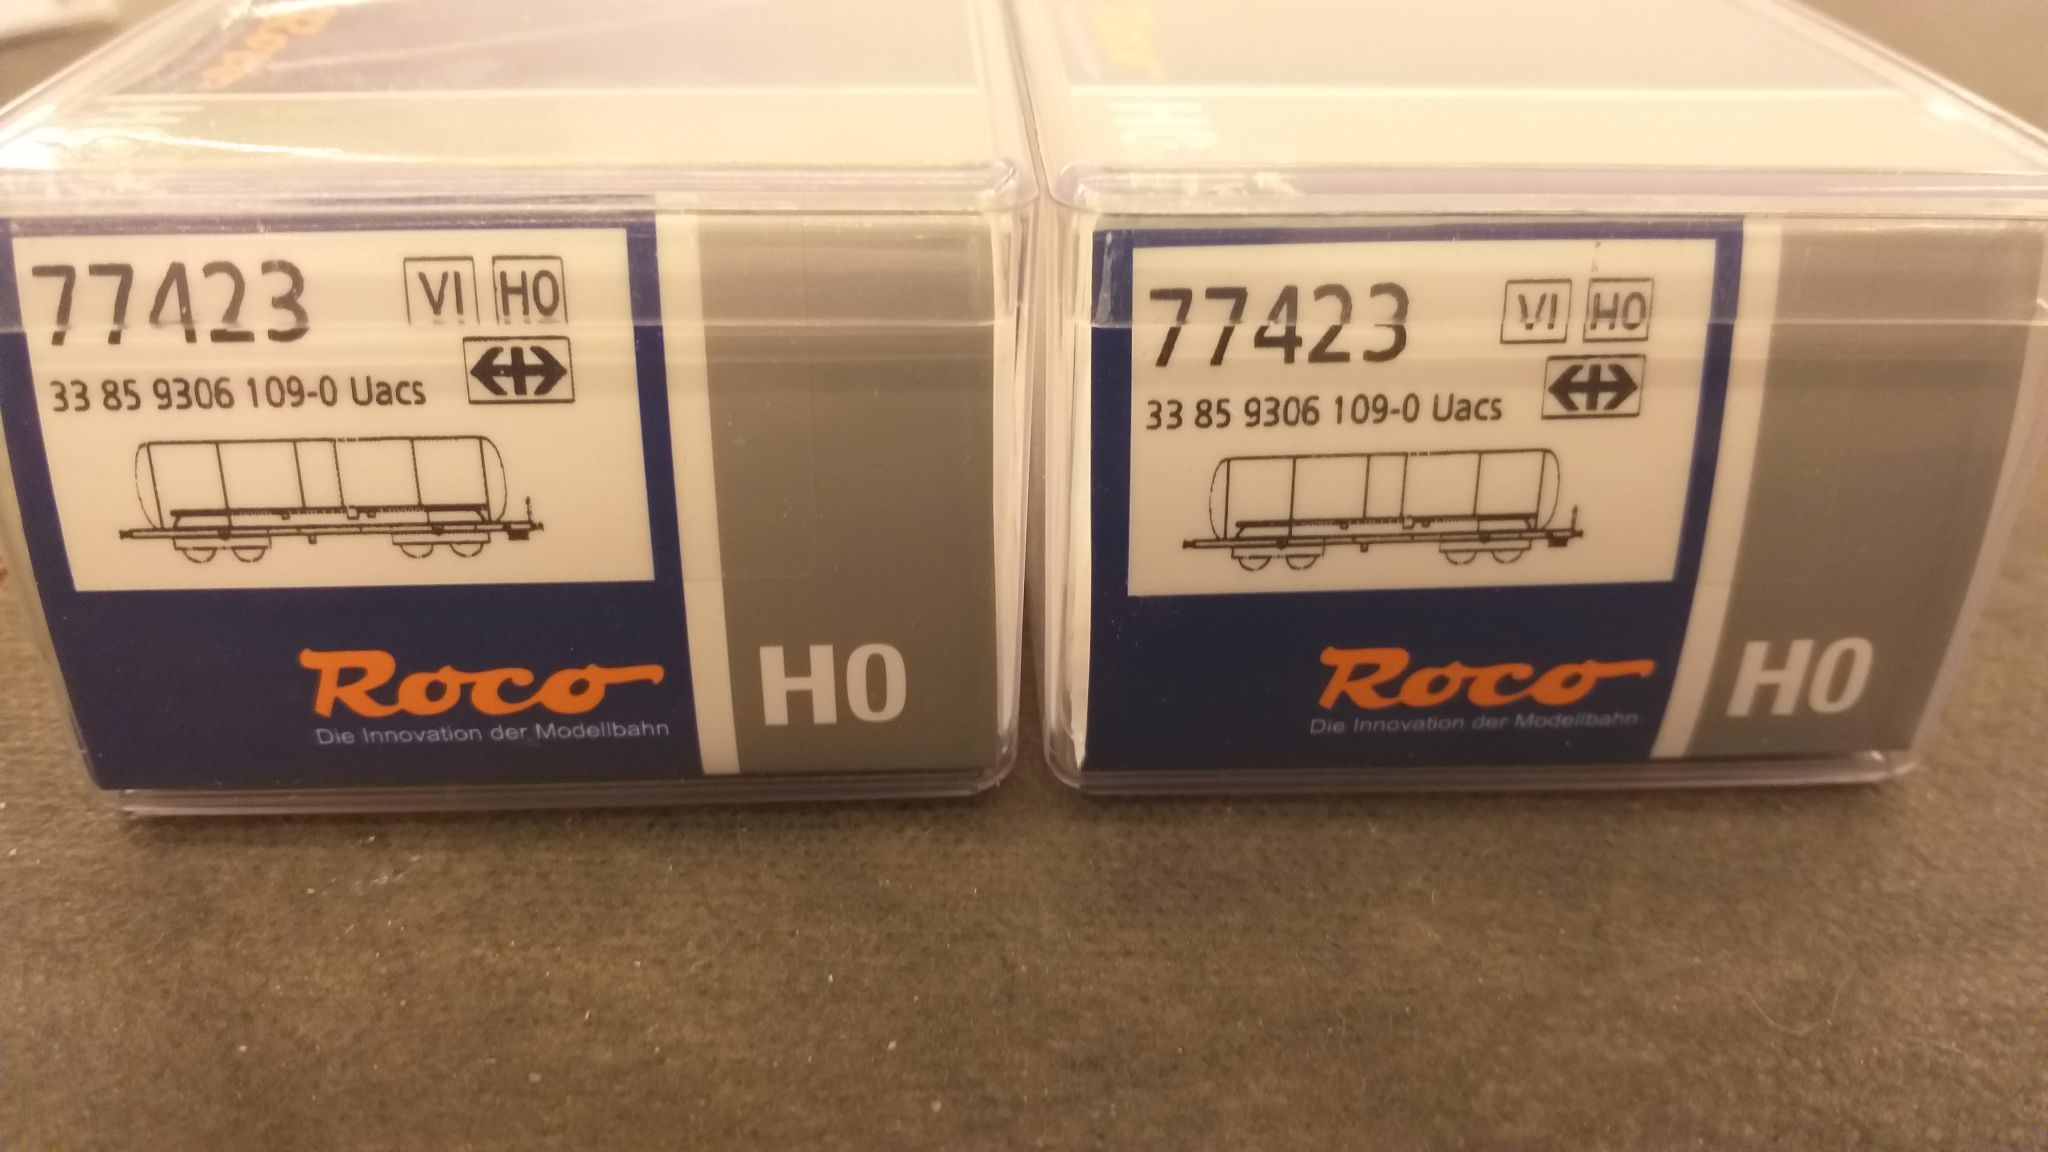 Roco
77423 VI H0
33 85 9306 109-0 Uacs
Roco
Die Innovation der Modellbahn
H0
77423 VI H0
33 85 9306 109-0 Uacs
Roco
Die Innovation der Modellbahn
H0